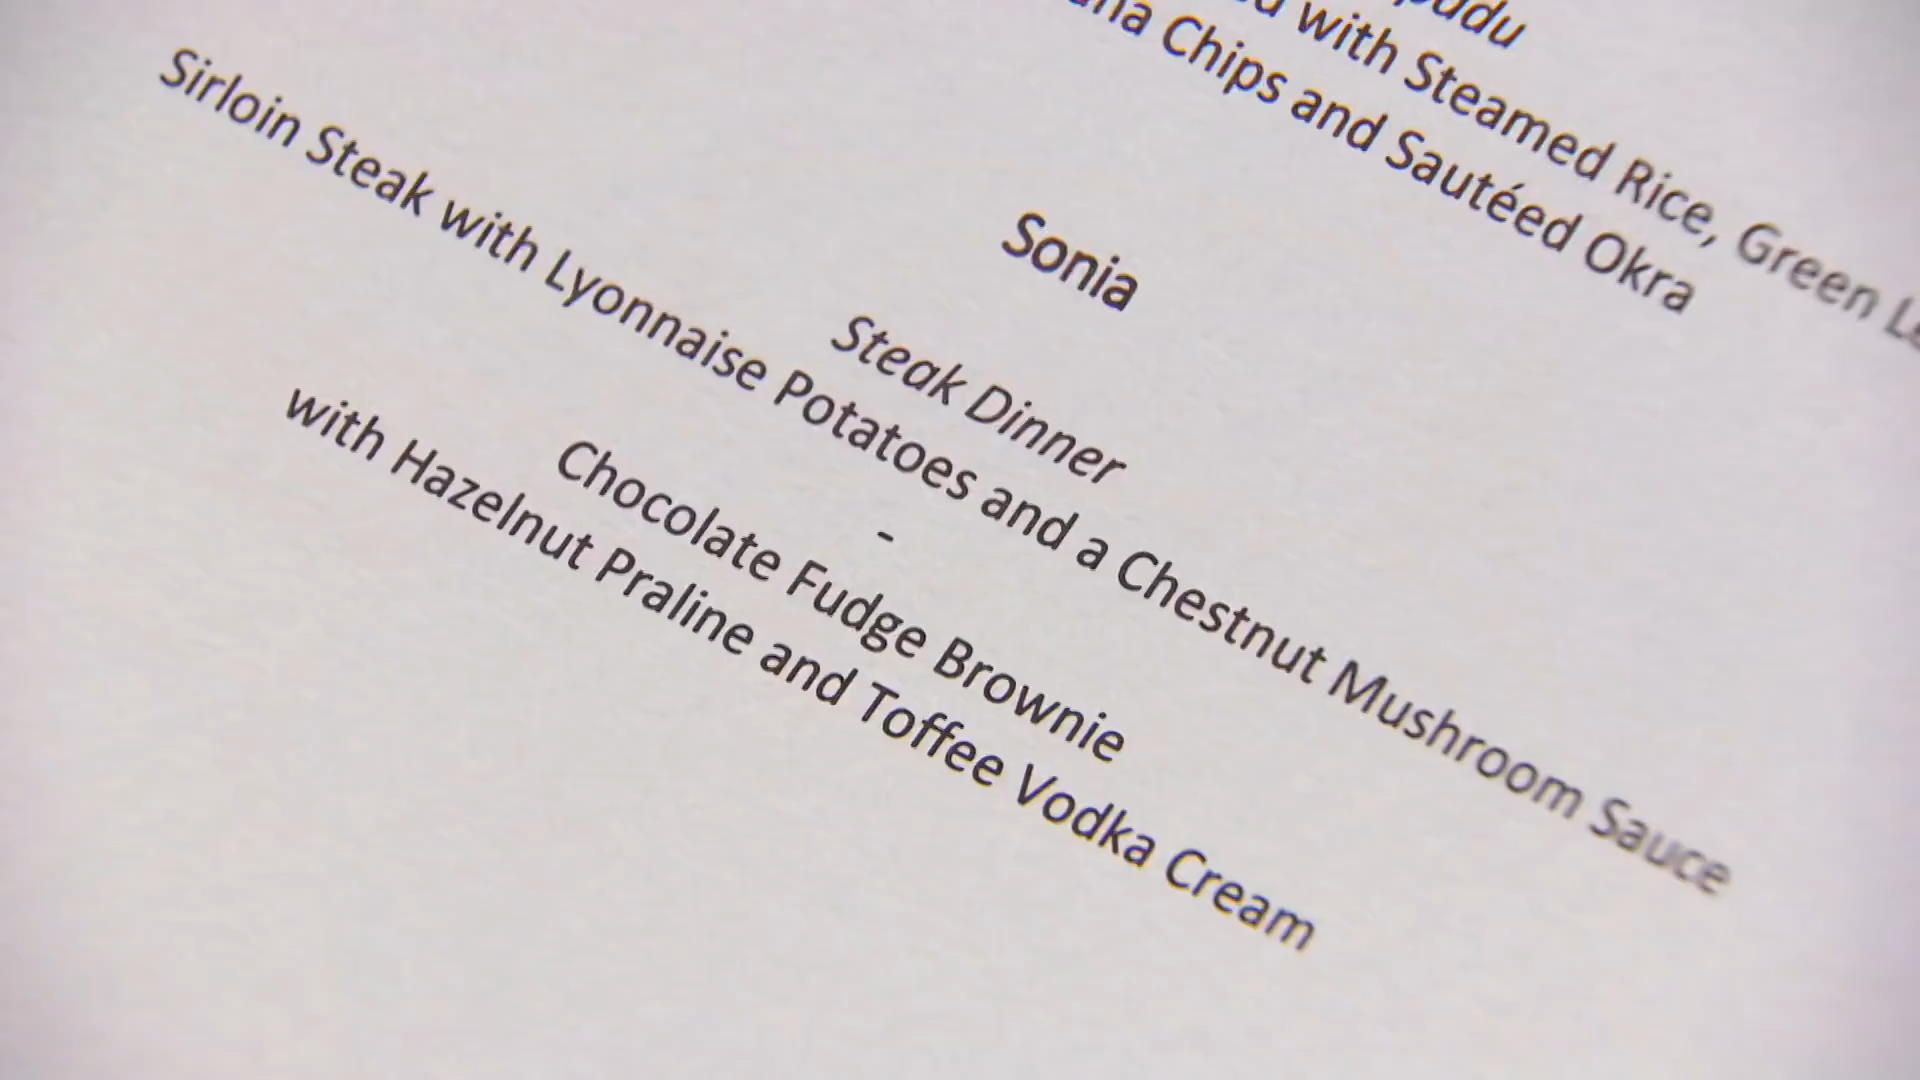 with Steamed Rice, Green
Chips and Sautéed Okra
Sonia
Steak Dinner
Sirloin Steak with Lyonnaise Potatoes and a Chestnut Mushroom Sauce
-
Chocolate Fudge Brownie
with Hazelnut Praline and Toffee Vodka Cream